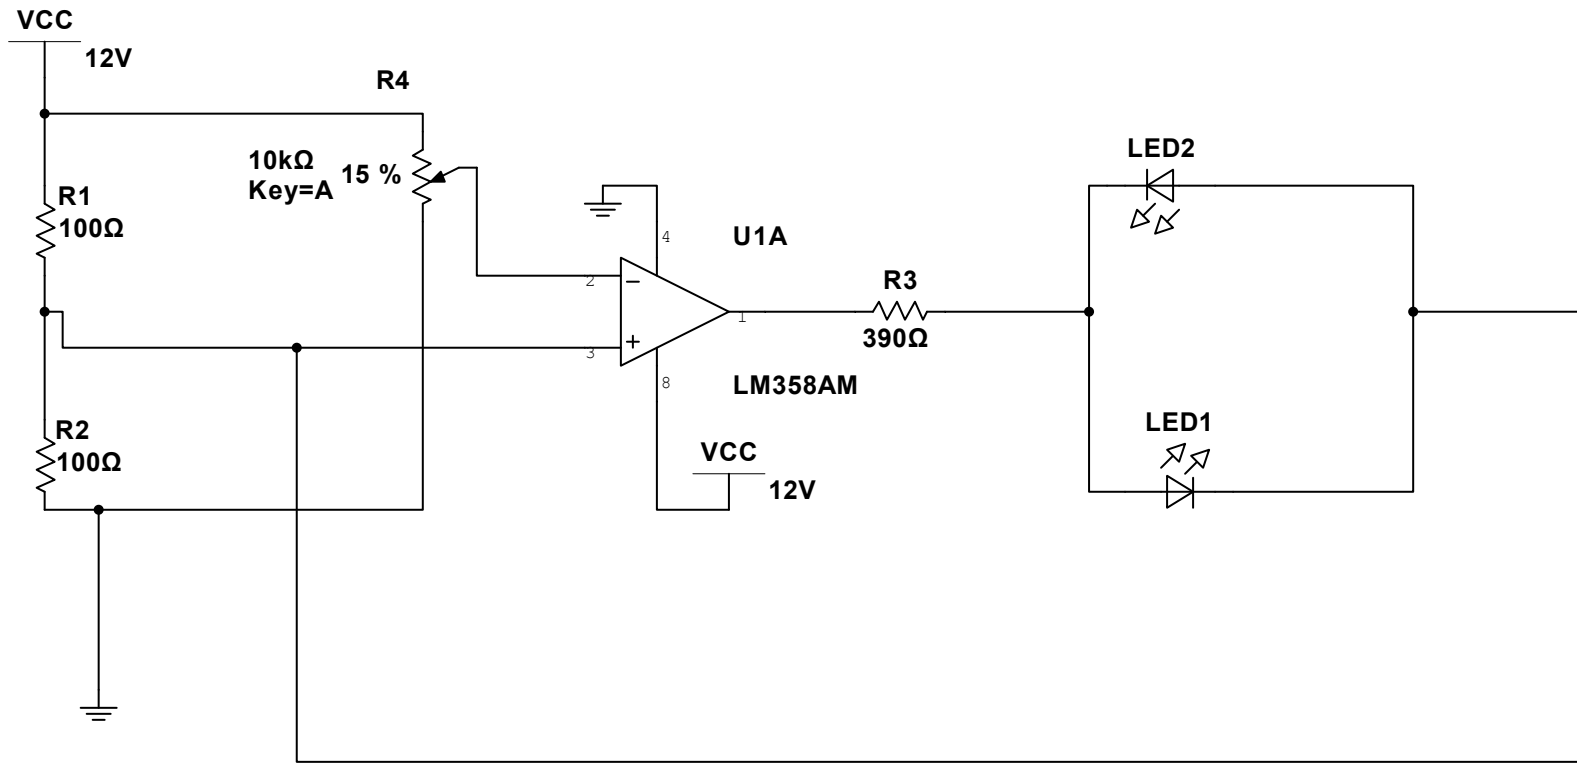 VCC
12V
R4
10kΩ
Key=A
15 %
R1
100Ω
LED2
4
U1A
2
R3
1
390Ω
3
8
LM358AM
R2
100Ω
VCC
12V
LED1